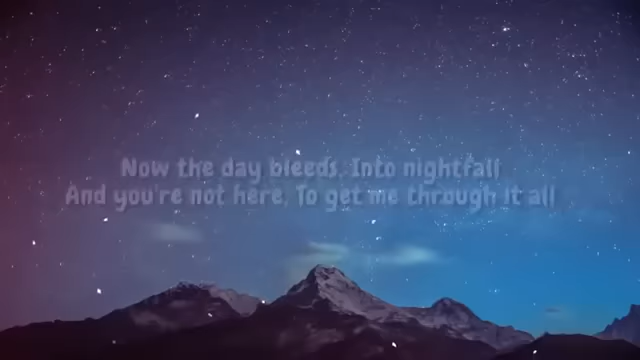 Now the day bleeds, Into nightfall
And you're not here, To get me through it all